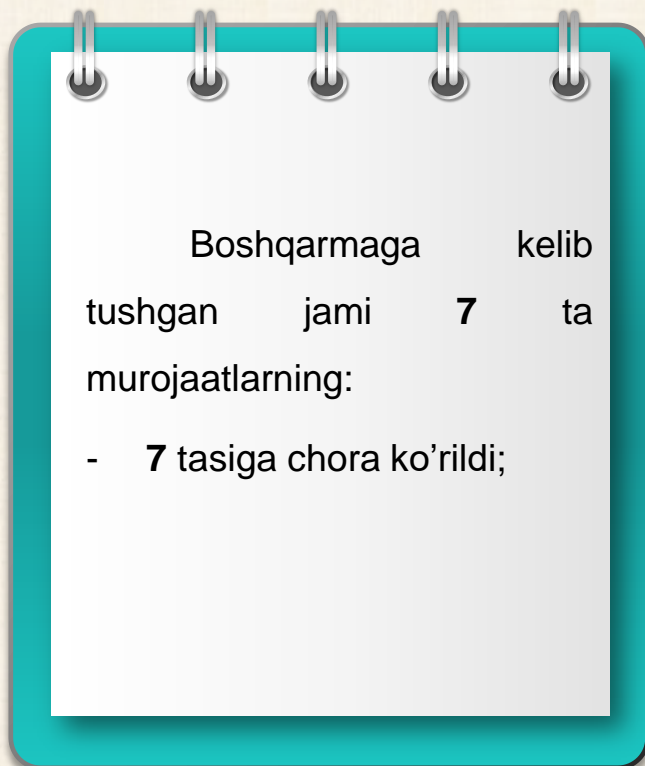 Boshqarmaga kelib
tushgan jami 7 ta
murojaatlarning:
- 7 tasiga chora ko’rildi;